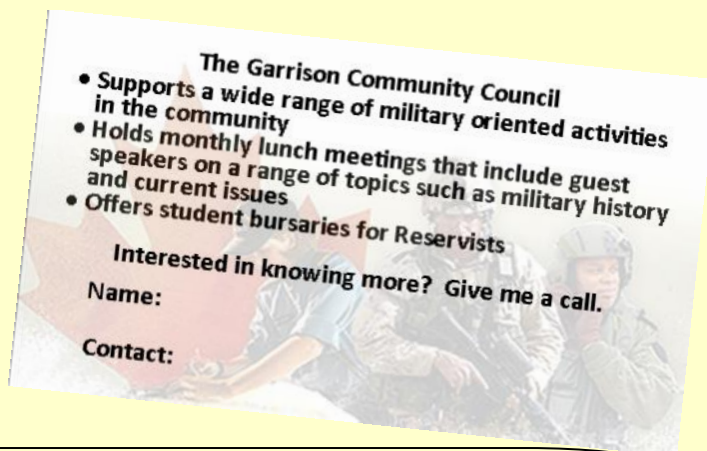 The Garrison Community Council
• Supports a wide range of military oriented activities
in the community
• Holds monthly lunch meetings that include guest
speakers on a range of topics such as military history
and current issues
• Offers student bursaries for Reservists
Interested in knowing more? Give me a call.
Name:
Contact: